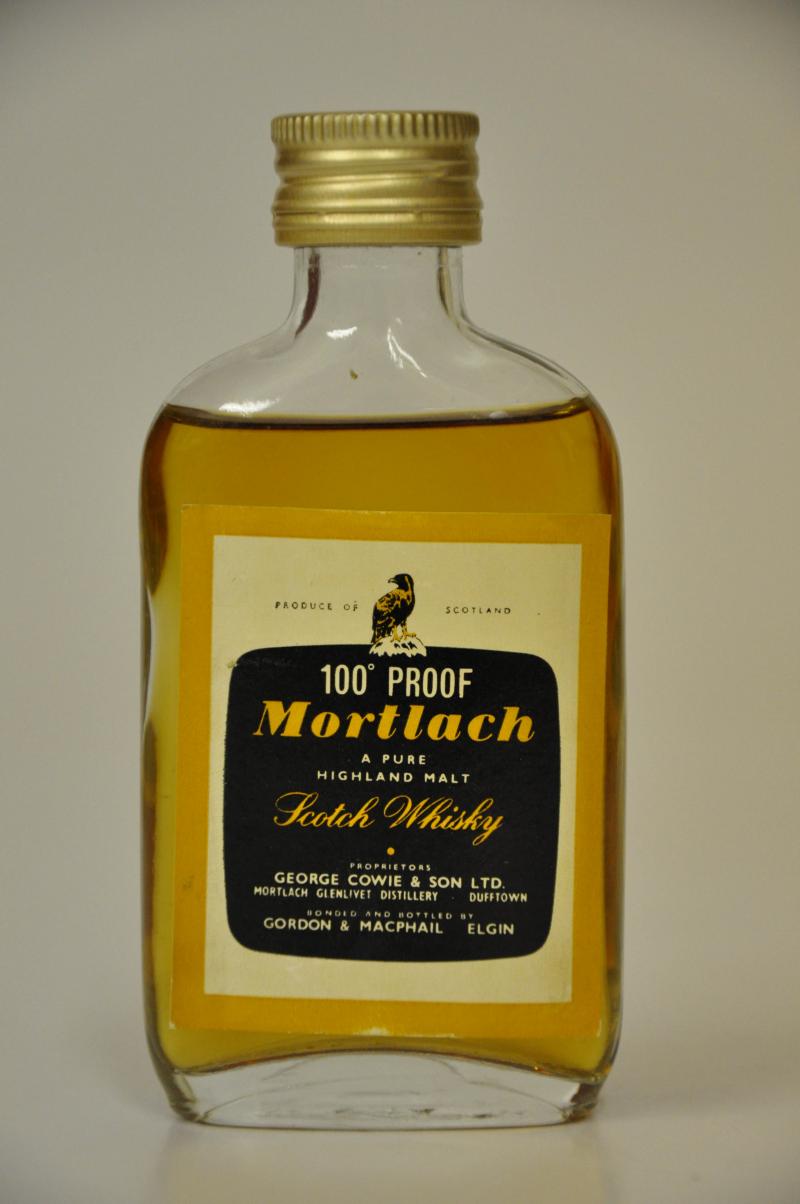 PRODUCE OF SCOTLAND
100° PROOF
Mortlach
A PURE
HIGHLAND MALT
Scotch Whisky
PROPRIETORS
GEORGE COWIE & SON LTD.
MORTLACH GLENLIVET DISTILLERY DUFFTOWN
BONDED AND BOTTLED BY
GORDON & MACPHAIL ELGIN